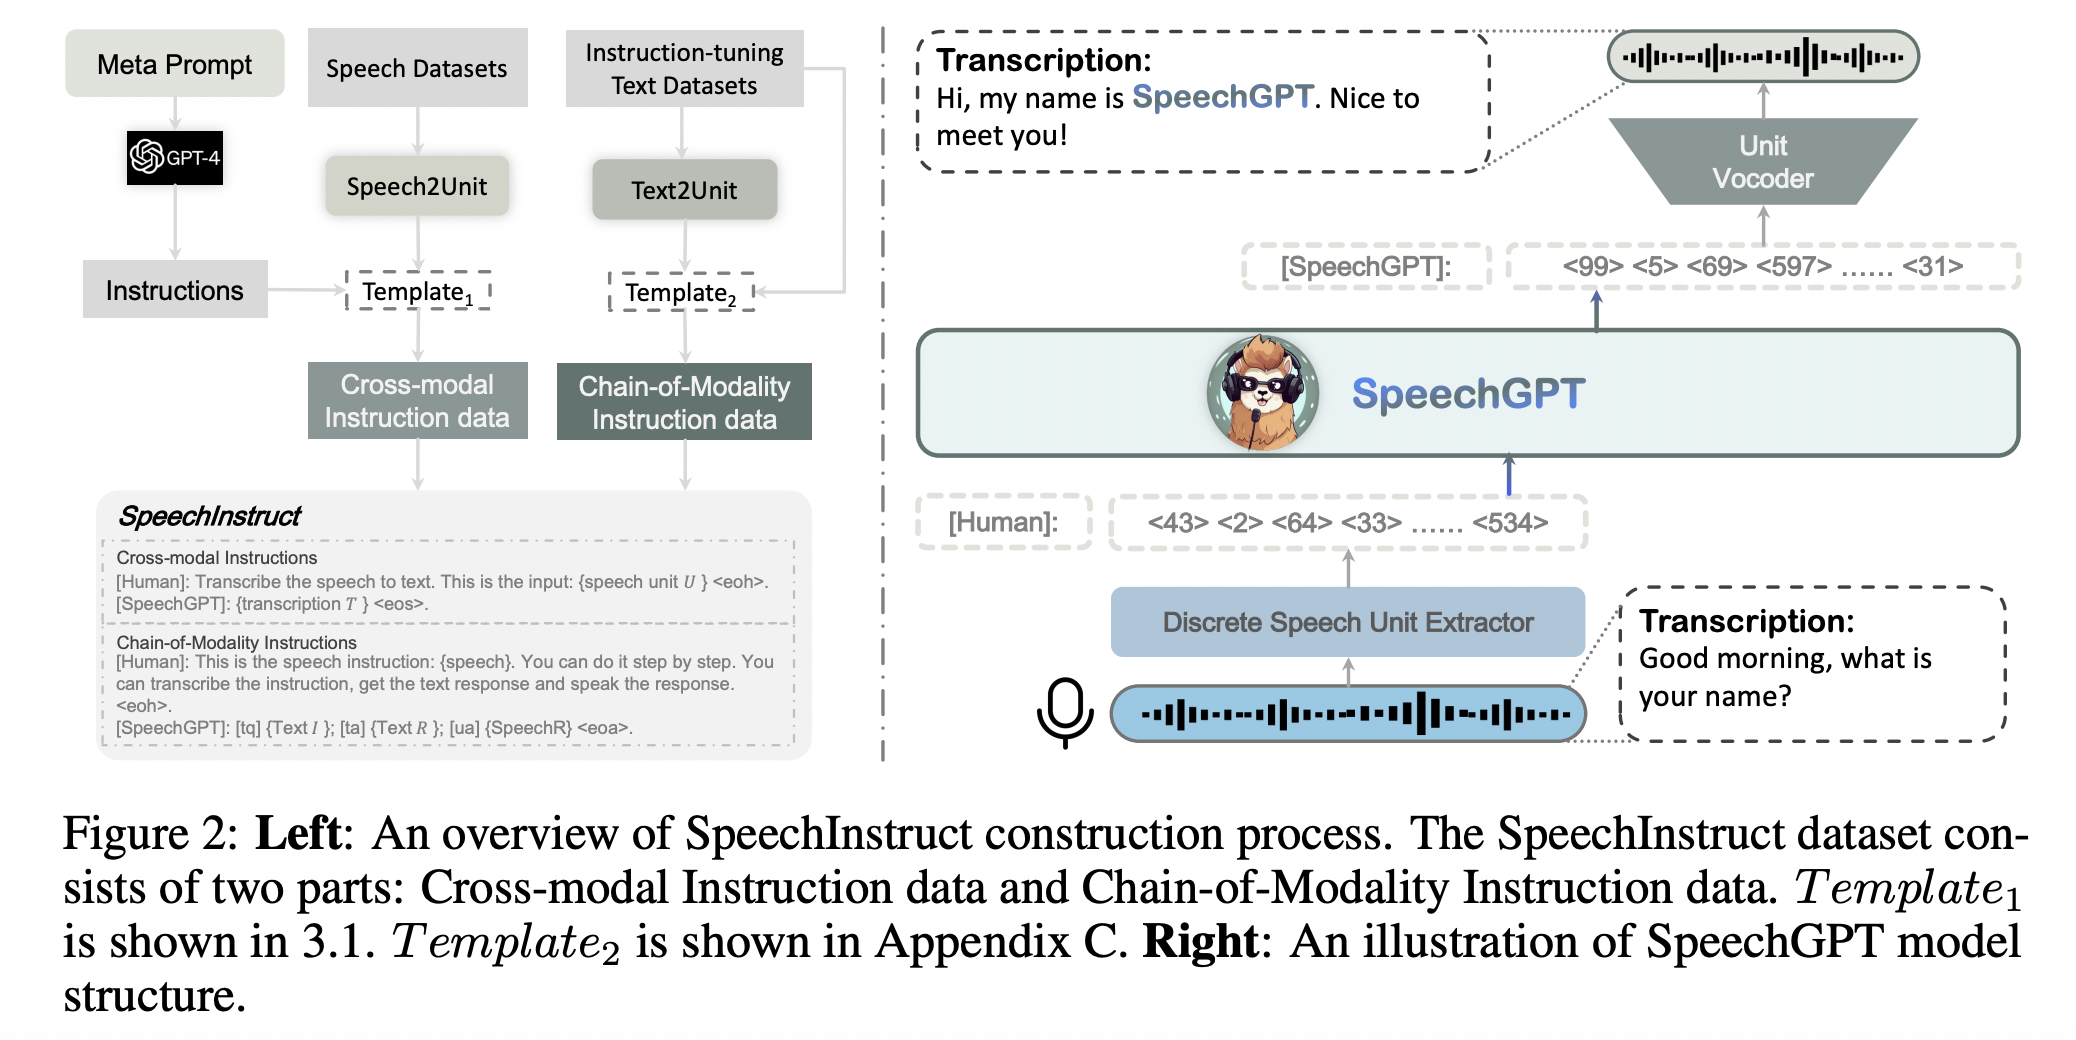 Meta Prompt
GPT-4
Instructions
Speech Datasets
Speech2Unit
Template₁
Cross-modal
Instruction data
Instruction-tuning
Text Datasets
Text2Unit
Template₂
Chain-of-Modality
Instruction data
SpeechInstruct
Cross-modal Instructions
[Human]: Transcribe the speech to text. This is the input: {speech unit U } <eoh>.
[SpeechGPT]: {transcription T } <eos>.
Chain-of-Modality Instructions
[Human]: This is the speech instruction: {speech}. You can do it step by step. You
can transcribe the instruction, get the text response and speak the response.
<eoh>.
[SpeechGPT]: [tq] {Text I }; [ta] {Text R }; [ua] {SpeechR} <eoa>.
Transcription:
Hi, my name is SpeechGPT. Nice to
meet you!
Unit
Vocoder
[SpeechGPT]: <99> <5> <69> <597> ...... <31>
SpeechGPT
[Human]: <43> <2> <64> <33> ...... <534>
Discrete Speech Unit Extractor
Transcription:
Good morning, what is
your name?
Figure 2: Left: An overview of SpeechInstruct construction process. The SpeechInstruct dataset con-
sists of two parts: Cross-modal Instruction data and Chain-of-Modality Instruction data. Template₁
is shown in 3.1. Template₂ is shown in Appendix C. Right: An illustration of SpeechGPT model
structure.